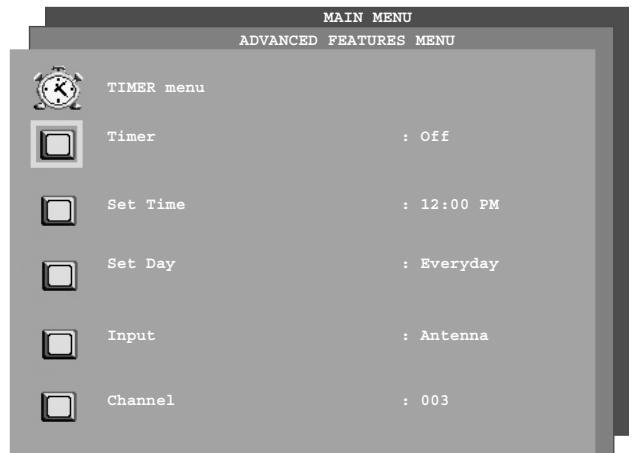 MAIN MENU
ADVANCED FEATURES MENU
TIMER menu
Timer : Off
Set Time : 12:00 PM
Set Day : Everyday
Input : Antenna
Channel : 003